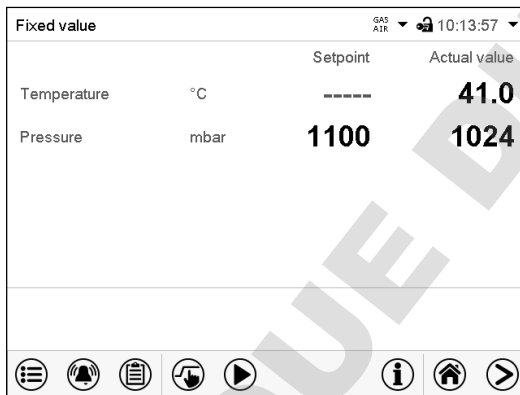 Fixed value GAS AIR 10:13:57
Setpoint Actual value
Temperature °C ----- 41.0
Pressure mbar 1100 1024